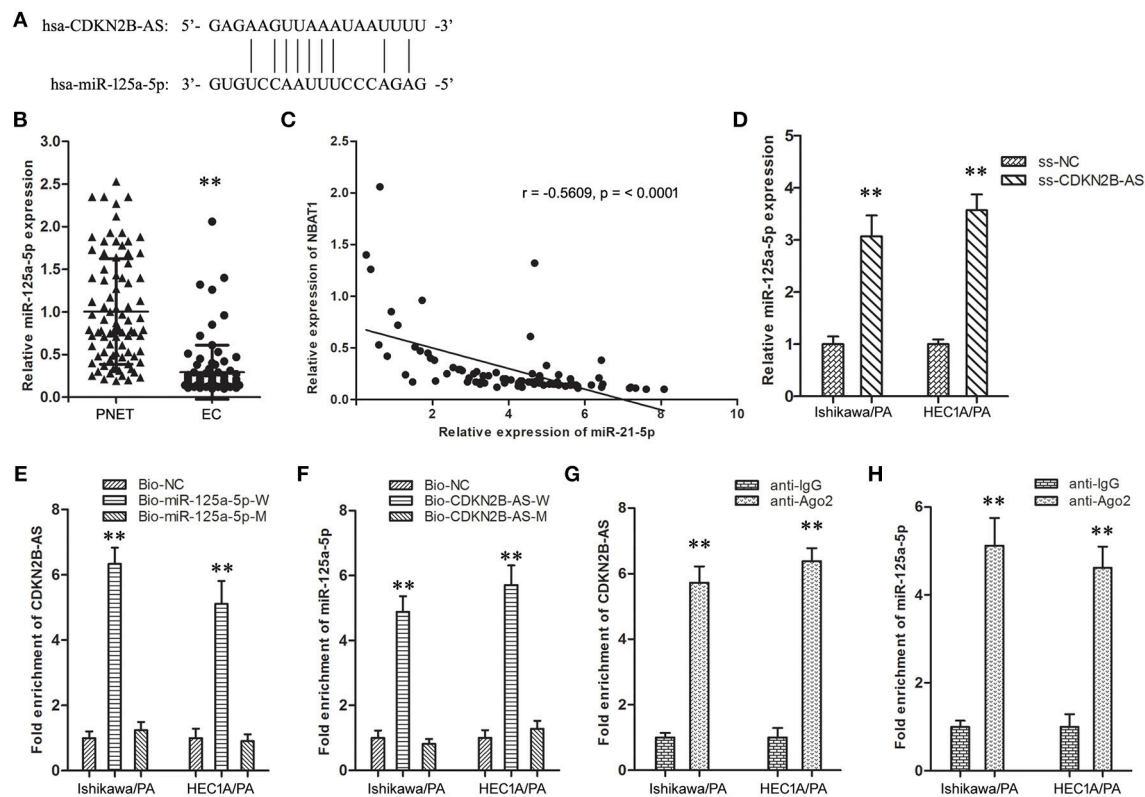 A
hsa-CDKN2B-AS: 5’- GAGAAGUUAAAUAAUUUU -3’
hsa-miR-125a-5p: 3’- GUGUCCAAUUUCCCAGAG -5’
B
Relative miR-125a-5p expression
3.0
2.5
2.0
1.5
1.0
0.5
0.0
**
PNET EC
C
Relative expression of NBAT1
2.5
2.0
1.5
1.0
0.5
0.0
r = -0.5609, p = < 0.0001
2 4 6 8 10
Relative expression of miR-21-5p
D
Relative miR-125a-5p expression
5
4
3
2
1
0
ss-NC
ss-CDKN2B-AS
** **
Ishikawa/PA HEC1A/PA
E
Bio-NC
Bio-miR-125a-5p-W
Bio-miR-125a-5p-M
Fold enrichment of CDKN2B-AS
8
6
4
2
0
** **
Ishikawa/PA HEC1A/PA
F
Bio-NC
Bio-CDKN2B-AS-W
Bio-CDKN2B-AS-M
Fold enrichment of miR-125a-5p
8
6
4
2
0
** **
Ishikawa/PA HEC1A/PA
G
anti-IgG
anti-Ago2
Fold enrichment of CDKN2B-AS
8
6
4
2
0
** **
Ishikawa/PA HEC1A/PA
H
anti-IgG
anti-Ago2
Fold enrichment of miR-125a-5p
6
4
2
0
** **
Ishikawa/PA HEC1A/PA